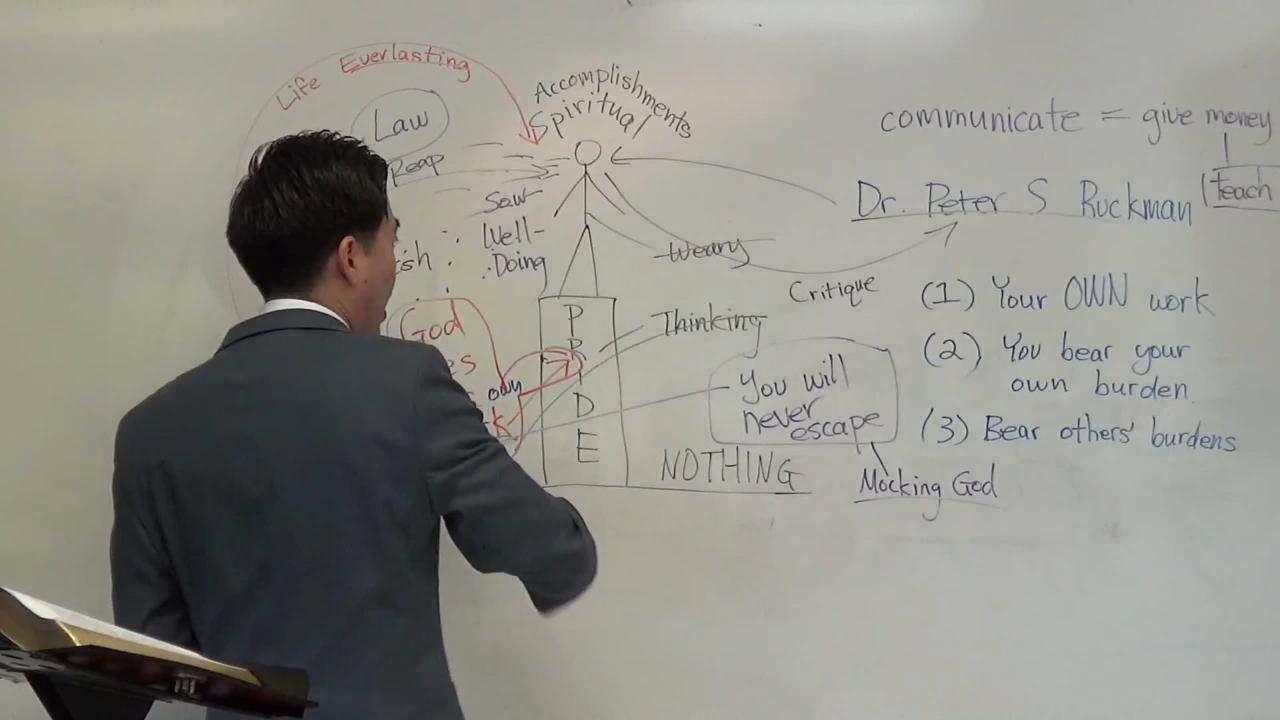 Life Everlasting
Accomplishments
Spiritual
Law
Reap
Sow
Well-
Doing
God
own
P
R
I
D
E
Weary
Thinking
Critique
You will
never
escape
NOTHING
Mocking God
communicate = give money
teach
Dr. Peter S Ruckman
(1) Your OWN work
(2) You bear your
own burden.
(3) Bear others' burdens